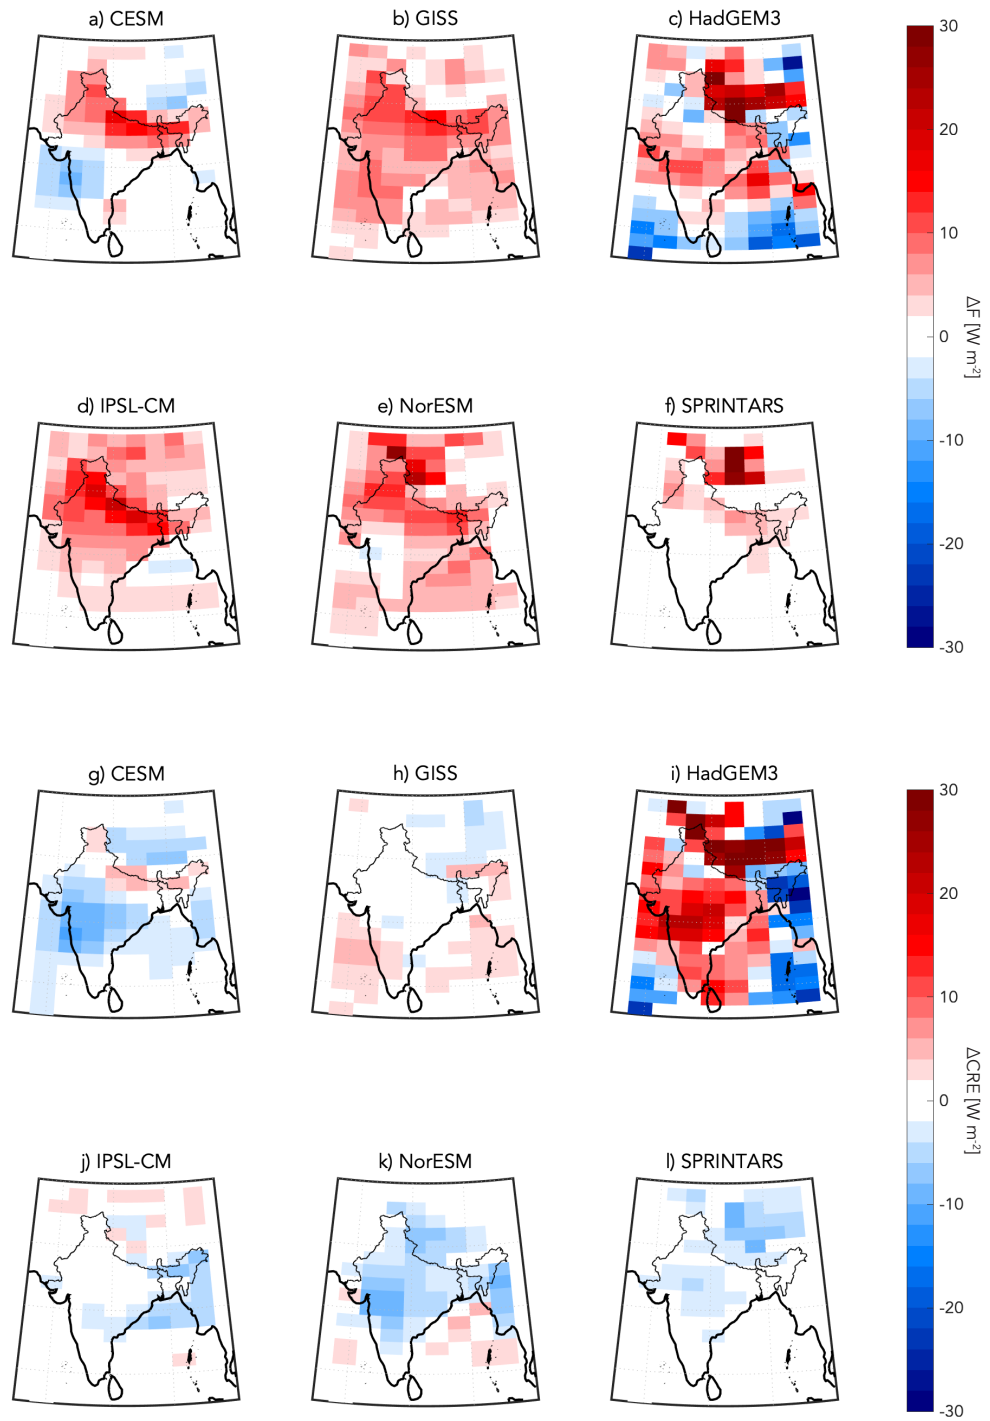 a) CESM
b) GISS
c) HadGEM3
30
20
10
0
-10
-20
-30
ΔF [W m-2]
d) IPSL-CM
e) NorESM
f) SPRINTARS
g) CESM
h) GISS
i) HadGEM3
30
20
10
0
-10
-20
-30
ΔCRE [W m-2]
j) IPSL-CM
k) NorESM
l) SPRINTARS